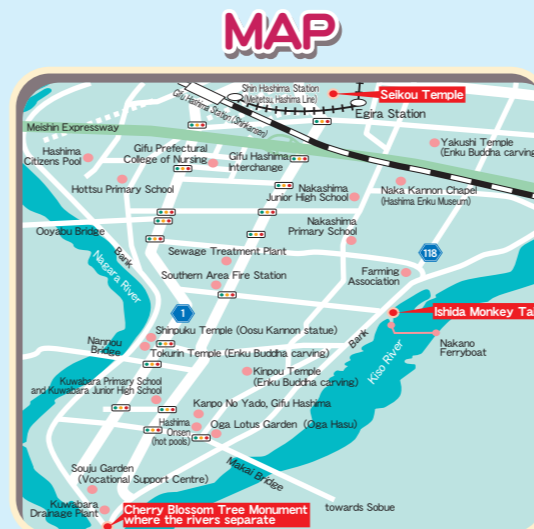 MAP
Shin Hashima Station
(Meitetsu, Hashima Line)
Seikou Temple
Gifu Hashima Station (Shinkansen)
Egira Station
Meishin Expressway
Hashima
Citizens Pool
Gifu Prefectural
College of Nursing
Gifu Hashima
Interchange
Yakushi Temple
(Enku Buddha carving)
Hottsu Primary School
Nakashima
Junior High School
Naka Kannon Chapel
(Hashima Enku Museum)
Nakashima
Primary School
Ooyabu Bridge
Bank
Nagara River
Sewage Treatment Plant
118
Southern Area Fire Station
Farming
Association
1
Ishida Monkey Tai
Shinpuku Temple (Oosu Kannon statue)
Nannou
Bridge
Tokurin Temple (Enku Buddha carving)
Bank
Kiso River
Nakano
Ferryboat
Kinpou Temple
(Enku Buddha carving)
Kuwabara Primary School
and Kuwabara Junior High School
Kanpo No Yado, Gifu Hashima
Hashima
Onsen
(hot pools)
Oga Lotus Garden (Oga Hasu)
Makai Bridge
Souju Garden
(Vocational Support Centre)
Kuwabara
Drainage Plant
towards Sobue
Cherry Blossom Tree Monument
where the rivers separate